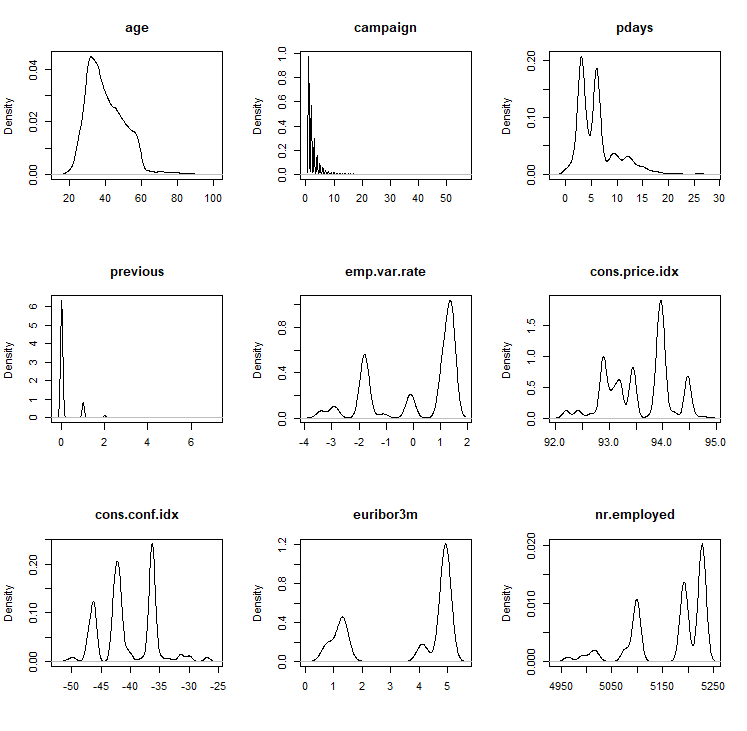 age
Density
0.00 0.02 0.04
20 40 60 80 100
campaign
Density
0.0 0.2 0.4 0.6 0.8 1.0
0 10 20 30 40 50
pdays
Density
0.00 0.10 0.20
0 5 10 15 20 25 30
previous
Density
0 1 2 3 4 5 6
0 2 4 6
emp.var.rate
Density
0.0 0.4 0.8
-4 -3 -2 -1 0 1 2
cons.price.idx
Density
0.0 0.5 1.0 1.5
92.0 93.0 94.0 95.0
cons.conf.idx
Density
0.00 0.10 0.20
-50 -45 -40 -35 -30 -25
euribor3m
Density
0.0 0.4 0.8 1.2
0 1 2 3 4 5
nr.employed
Density
0.000 0.010 0.020
4950 5050 5150 5250